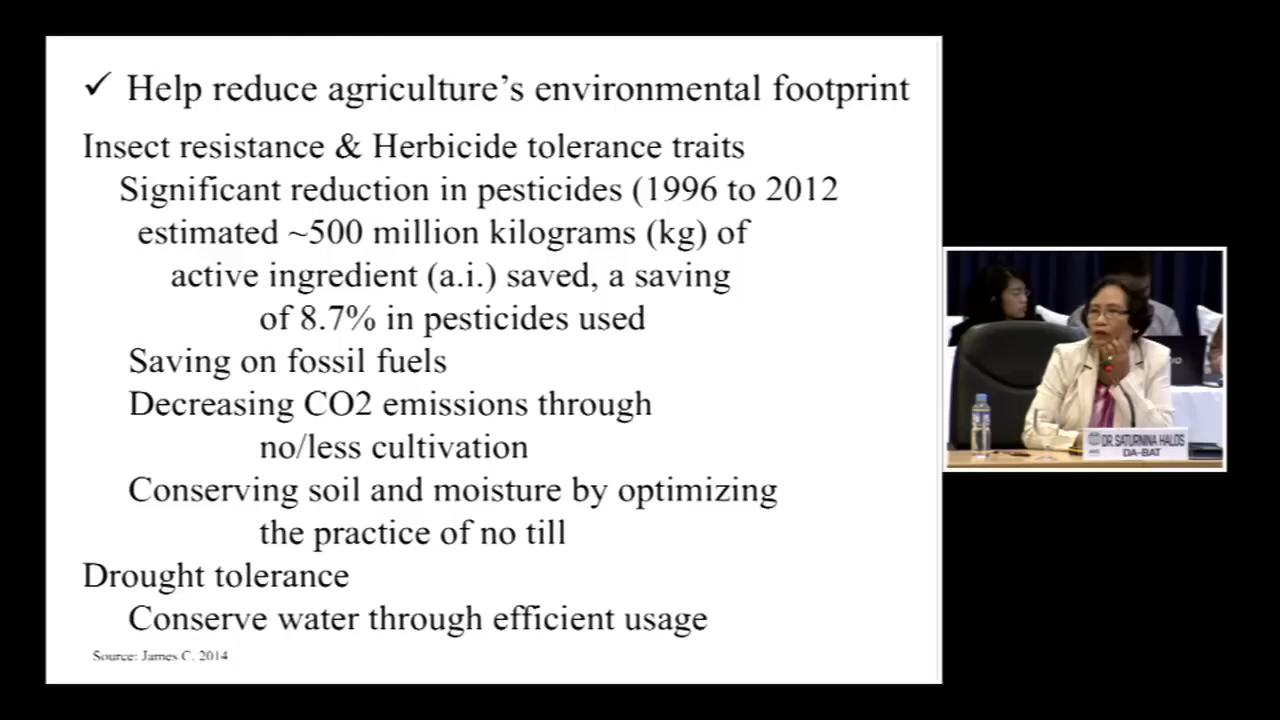 ✓ Help reduce agriculture’s environmental footprint
Insect resistance & Herbicide tolerance traits
Significant reduction in pesticides (1996 to 2012
estimated ~500 million kilograms (kg) of
active ingredient (a.i.) saved, a saving
of 8.7% in pesticides used
Saving on fossil fuels
Decreasing CO2 emissions through
no/less cultivation
Conserving soil and moisture by optimizing
the practice of no till
Drought tolerance
Conserve water through efficient usage
Source: James C. 2014
DR. SATURNINA HALOS
DA-BAT